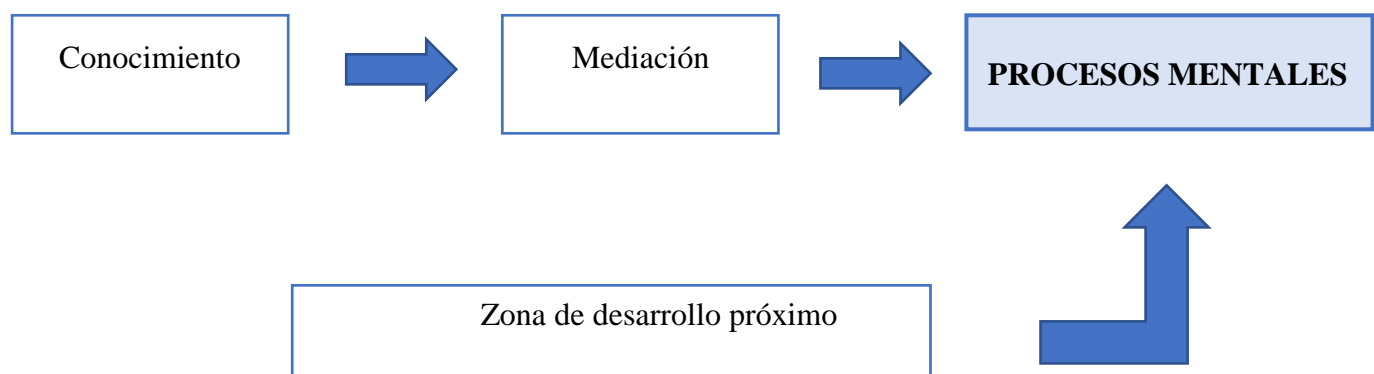 Conocimiento
Mediación
PROCESOS MENTALES
Zona de desarrollo próximo